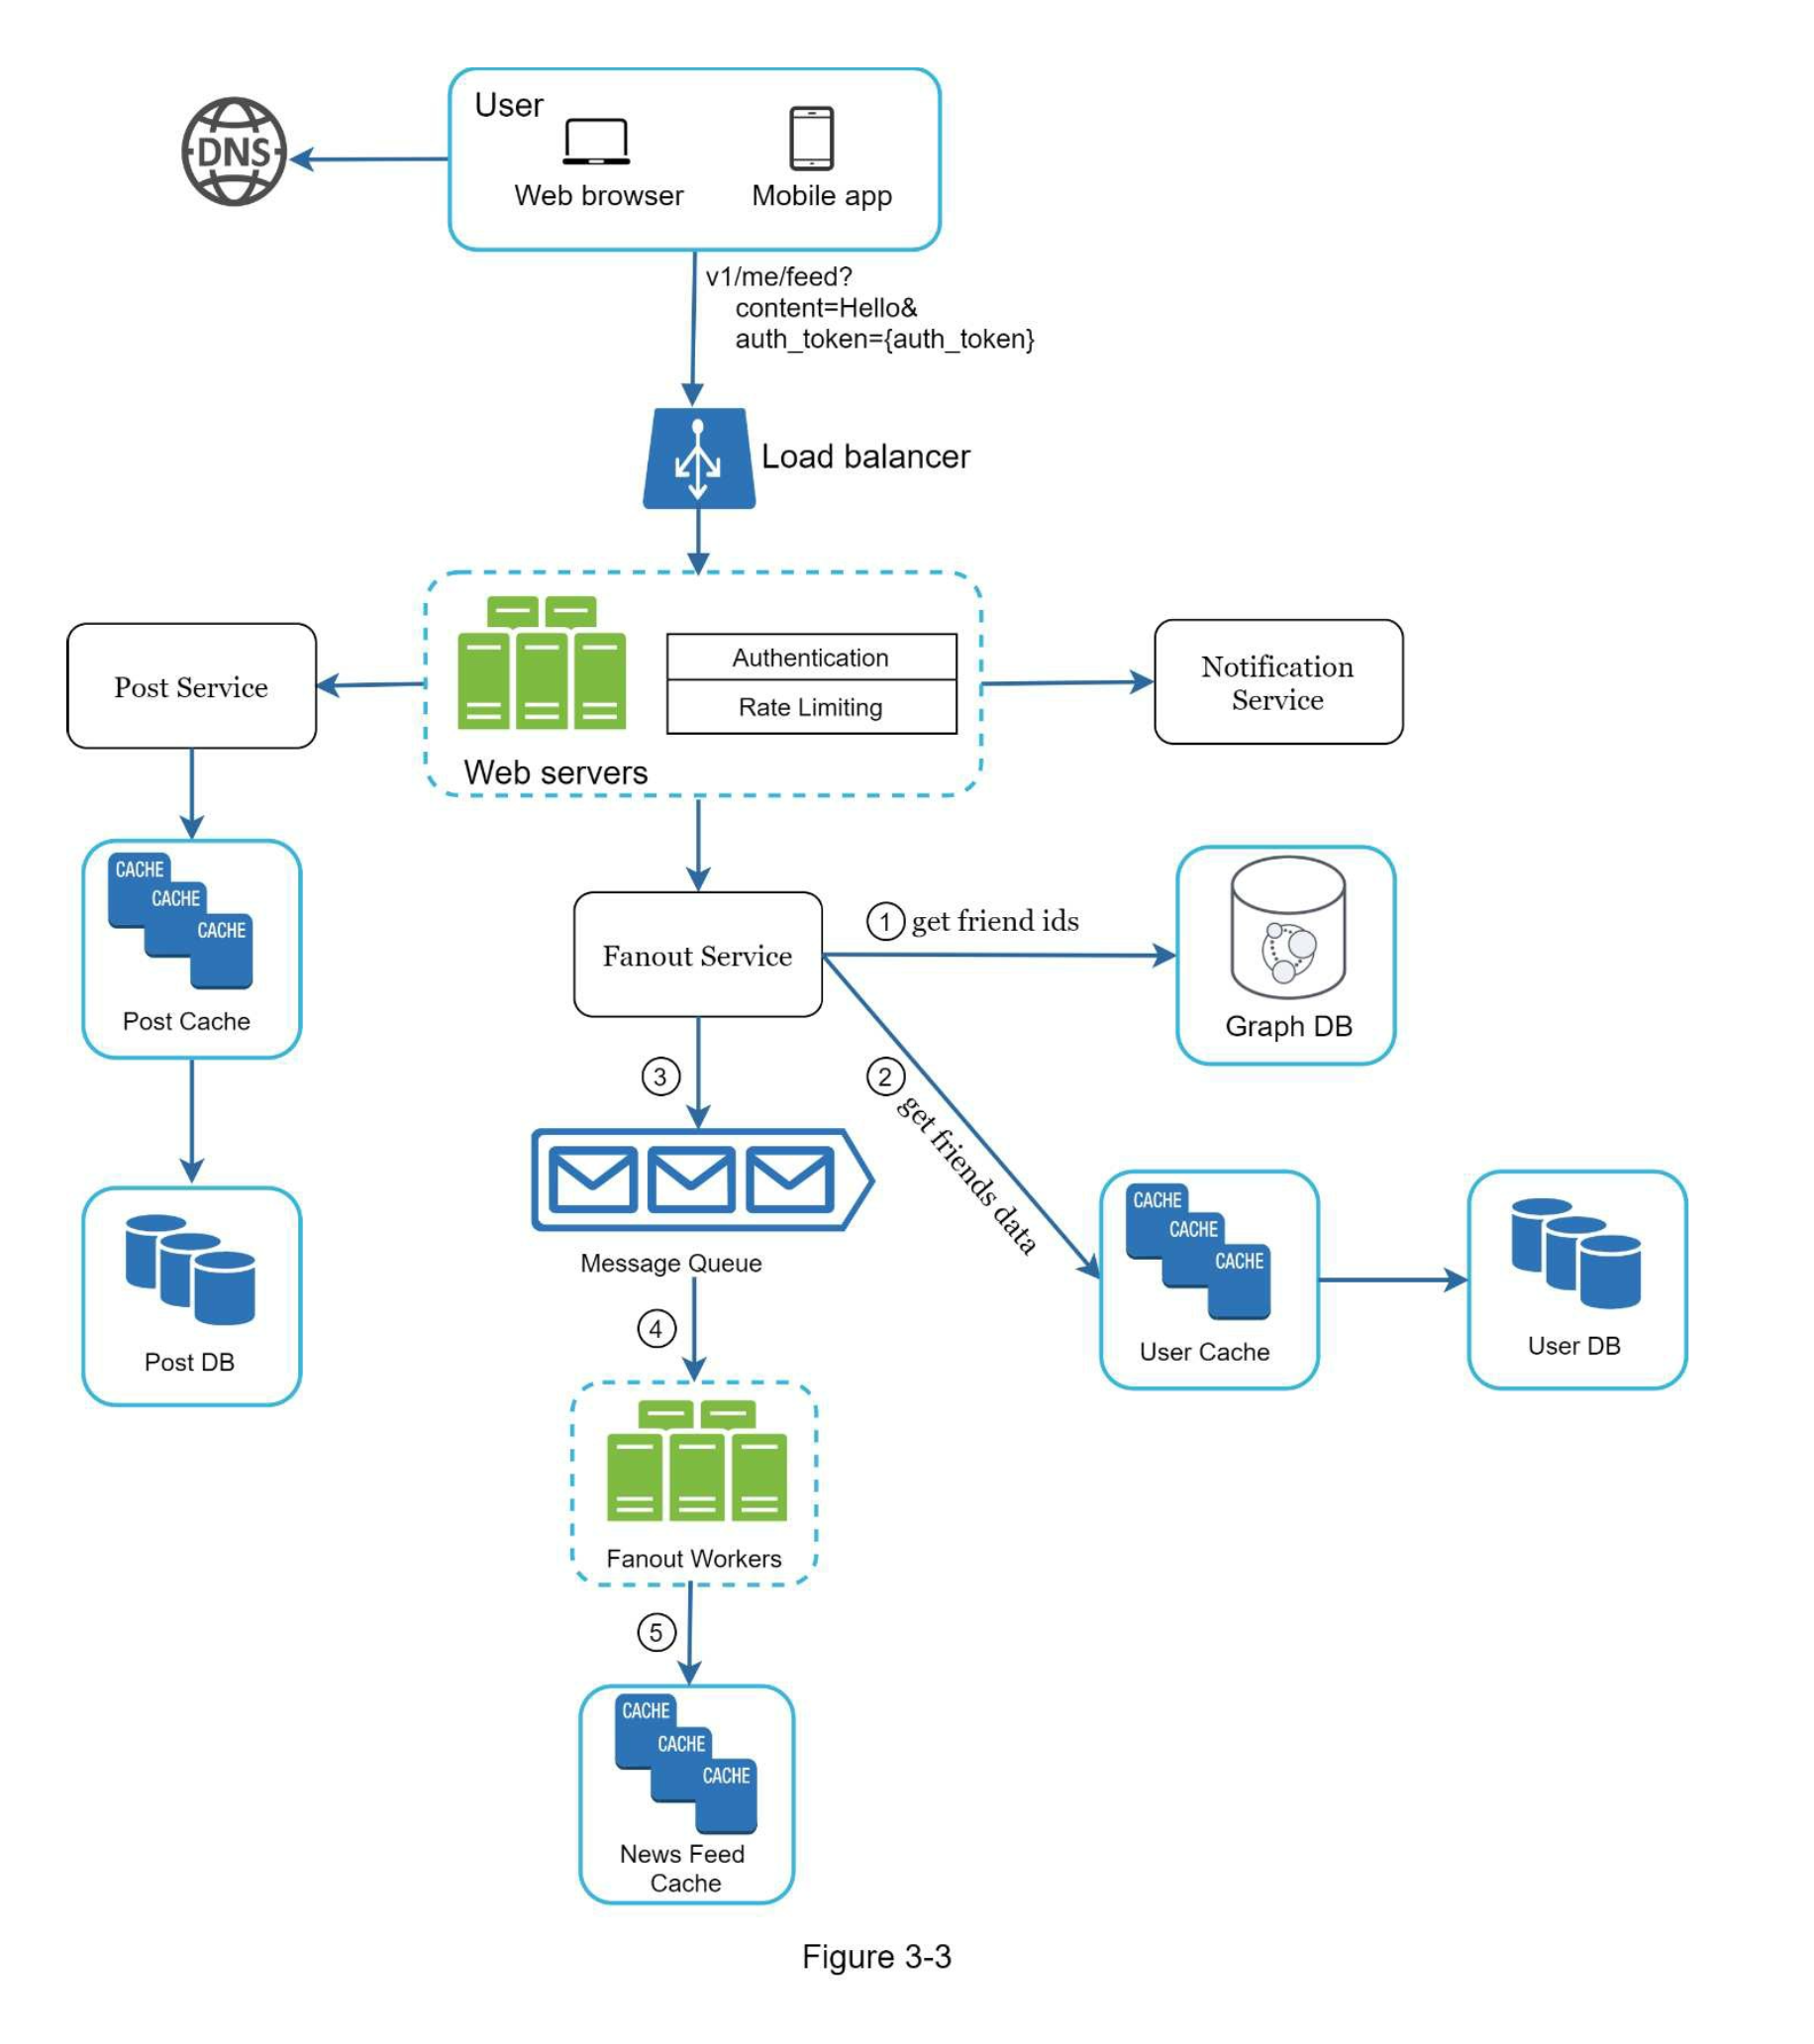 User
DNS
Web browser
Mobile app
v1/me/feed?
content=Hello&
auth_token={auth_token}
Load balancer
Authentication
Rate Limiting
Web servers
Post Service
Notification
Service
CACHE
CACHE
CACHE
Post Cache
Fanout Service
1 get friend ids
Graph DB
2 get friends data
3
Message Queue
CACHE
CACHE
CACHE
User Cache
User DB
Post DB
4
Fanout Workers
5
CACHE
CACHE
CACHE
News Feed
Cache
Figure 3-3